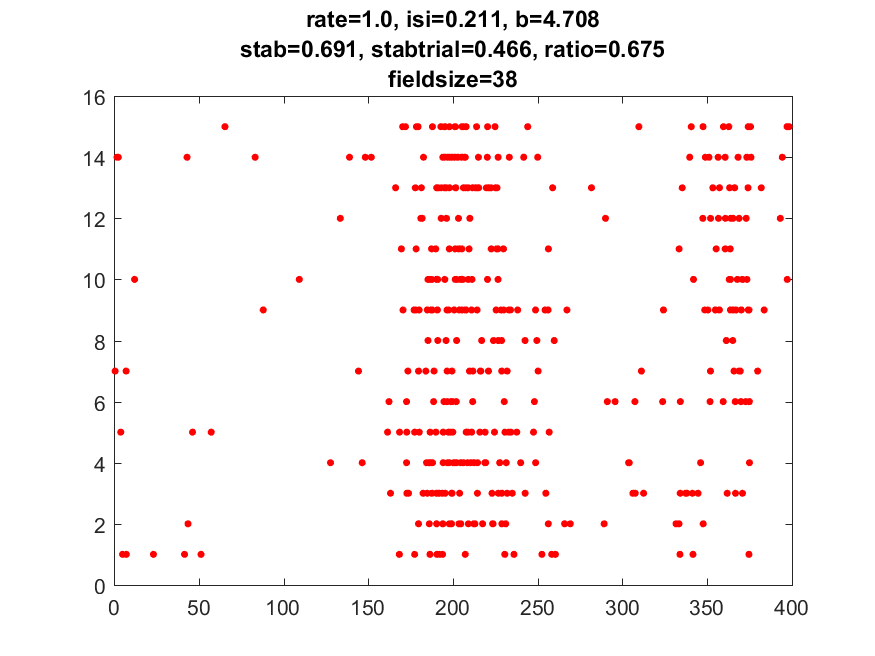 rate=1.0, isi=0.211, b=4.708
stab=0.691, stabtrial=0.466, ratio=0.675
fieldsize=38
16
14
12
10
8
6
4
2
0
0 50 100 150 200 250 300 350 400